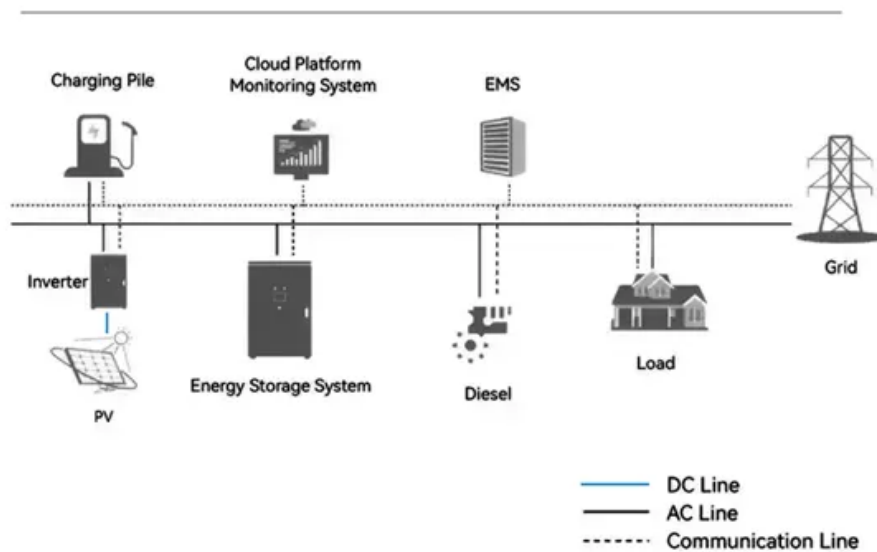 Charging Pile
Cloud Platform
Monitoring System
EMS
Grid
Inverter
Energy Storage System
Diesel
Load
PV
DC Line
AC Line
Communication Line